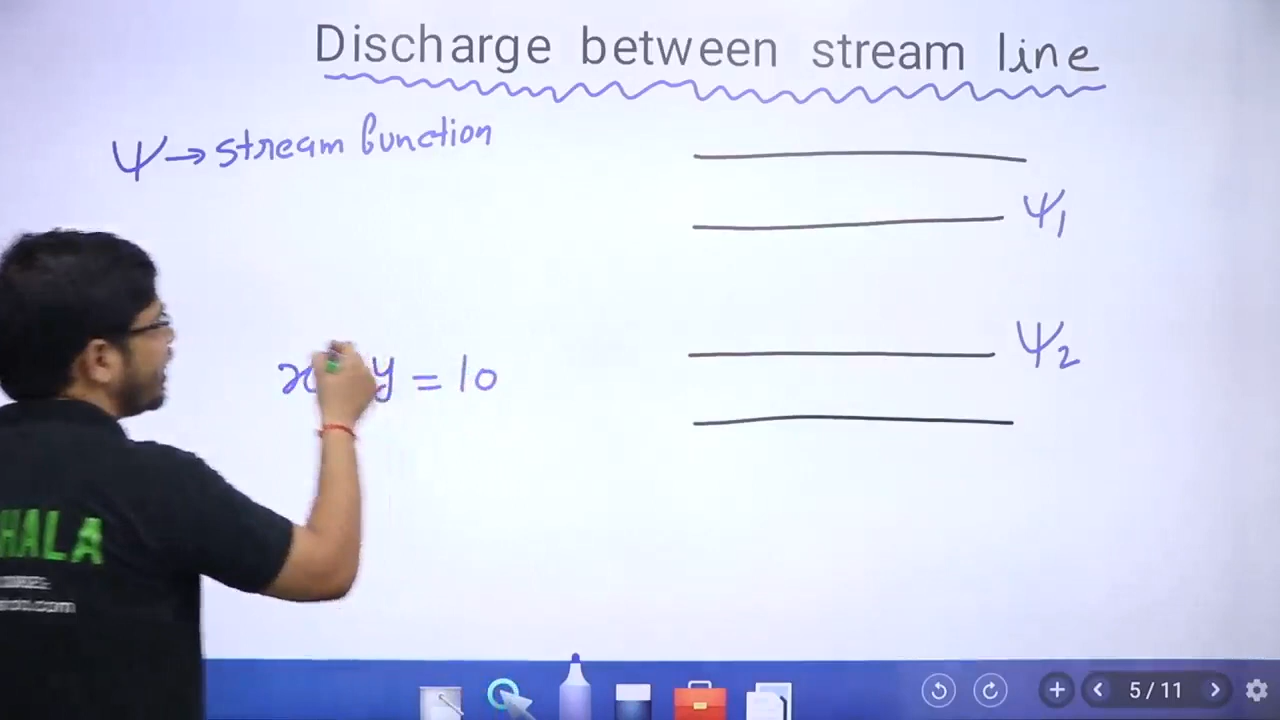 Discharge between stream line
Ψ → stream function
Ψ1
Ψ2
y = 10
HALA
5 / 11